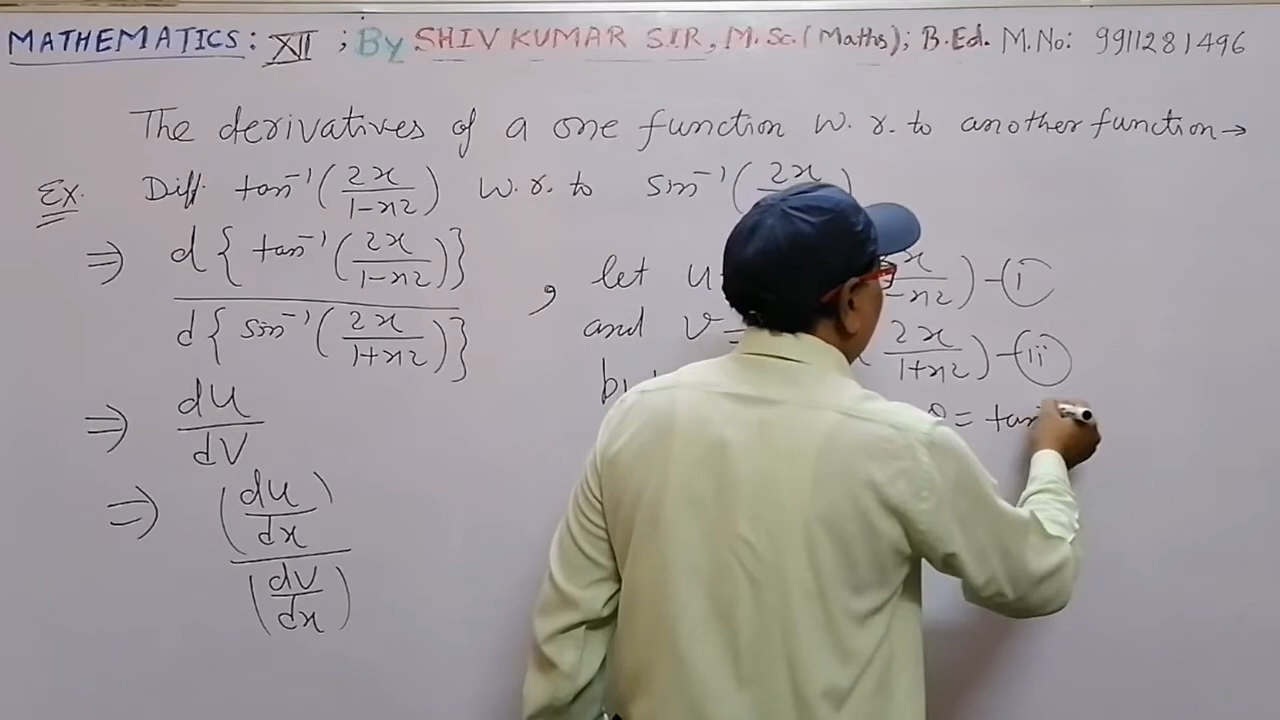 MATHEMATICS: XII ; By SHIV KUMAR SIR, M.Sc.(Maths); B.Ed. M.No: 9911281496
The derivatives of a one function w.r.to another function →
Ex. Diff. tan⁻¹(2x/1-x2) w.r.to sin⁻¹(2x
⇒ d{tan⁻¹(2x/1-x2)}/d{sin⁻¹(2x/1+x2)} , let u x/-x2) -(i)
and v= 2x/1+x2) -(ii)
⇒ du/dv θ = tan
⇒ (du/dx)/(dv/dx)